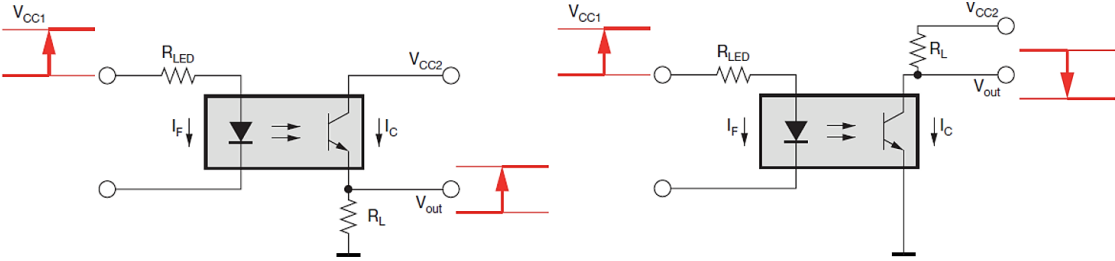 VCC1
RLED
VCC2
IF
IC
Vout
RL
VCC1
RLED
VCC2
RL
Vout
IF
IC